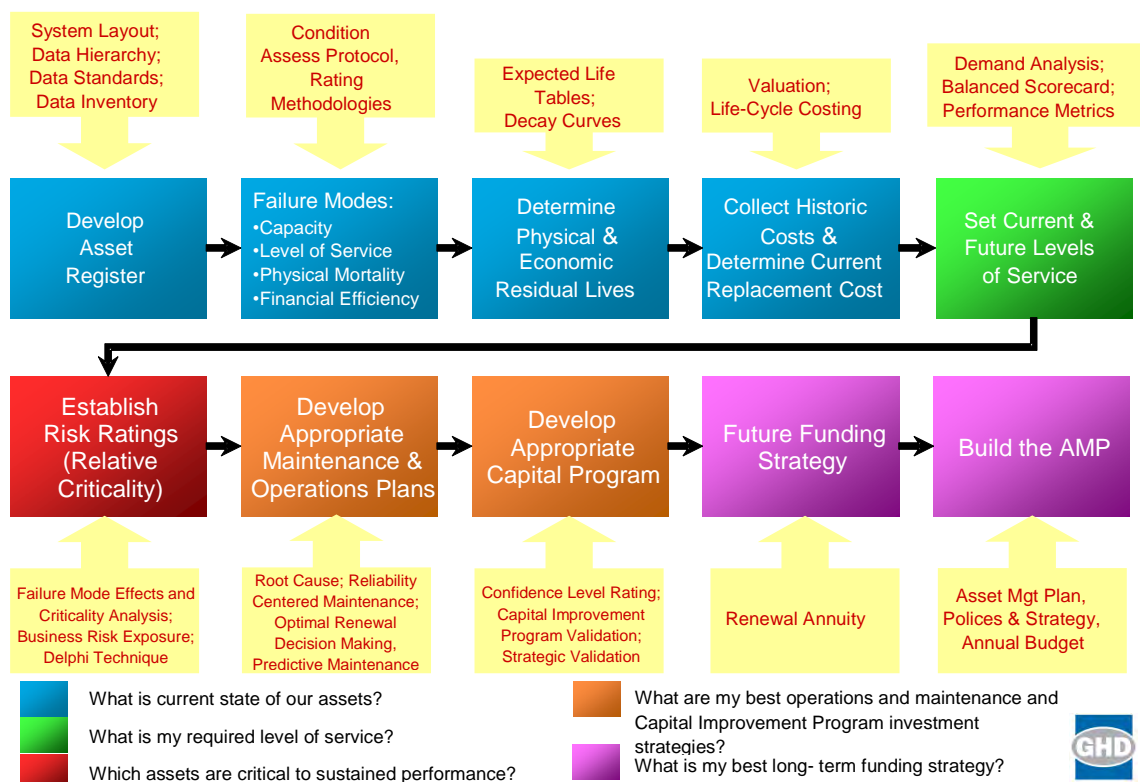 System Layout;
Data Hierarchy;
Data Standards;
Data Inventory
Condition
Assess Protocol,
Rating
Methodologies
Expected Life
Tables;
Decay Curves
Valuation;
Life-Cycle Costing
Demand Analysis;
Balanced Scorecard;
Performance Metrics
Develop
Asset
Register
Failure Modes:
•Capacity
•Level of Service
•Physical Mortality
•Financial Efficiency
Determine
Physical &
Economic
Residual Lives
Collect Historic
Costs &
Determine Current
Replacement Cost
Set Current &
Future Levels
of Service
Establish
Risk Ratings
(Relative
Criticality)
Develop
Appropriate
Maintenance &
Operations Plans
Develop
Appropriate
Capital Program
Future Funding
Strategy
Build the AMP
Failure Mode Effects and
Criticality Analysis;
Business Risk Exposure;
Delphi Technique
Root Cause; Reliability
Centered Maintenance;
Optimal Renewal
Decision Making,
Predictive Maintenance
Confidence Level Rating;
Capital Improvement
Program Validation;
Strategic Validation
Renewal Annuity
Asset Mgt Plan,
Polices & Strategy,
Annual Budget
What is current state of our assets?
What is my required level of service?
Which assets are critical to sustained performance?
What are my best operations and maintenance and
Capital Improvement Program investment
strategies?
What is my best long- term funding strategy?
GHD